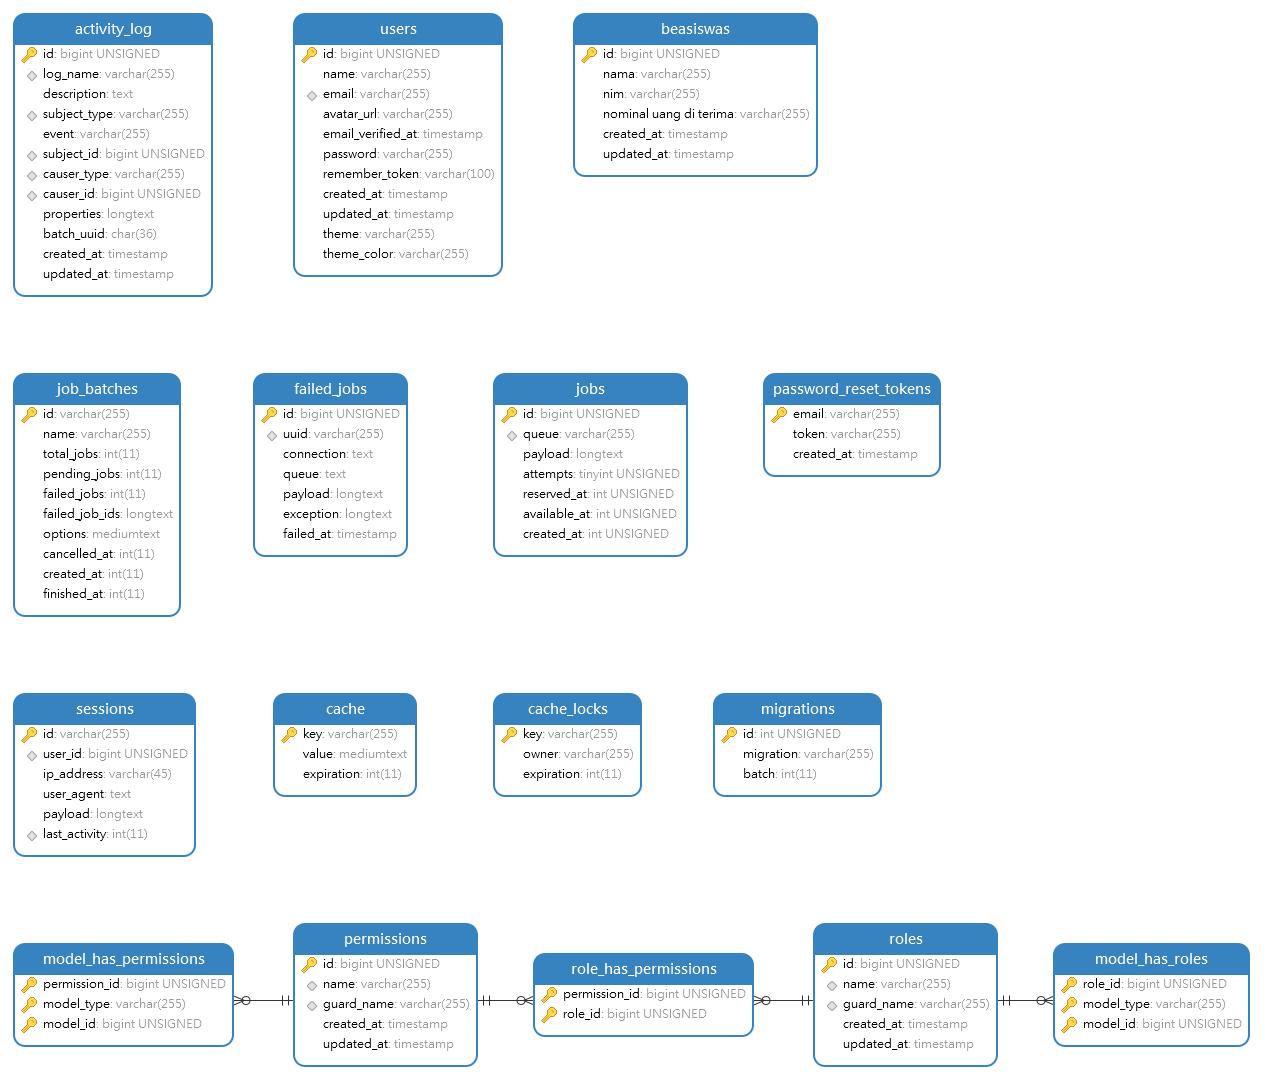 activity_log
id: bigint UNSIGNED
log_name: varchar(255)
description: text
subject_type: varchar(255)
event: varchar(255)
subject_id: bigint UNSIGNED
causer_type: varchar(255)
causer_id: bigint UNSIGNED
properties: longtext
batch_uuid: char(36)
created_at: timestamp
updated_at: timestamp
users
id: bigint UNSIGNED
name: varchar(255)
email: varchar(255)
avatar_url: varchar(255)
email_verified_at: timestamp
password: varchar(255)
remember_token: varchar(100)
created_at: timestamp
updated_at: timestamp
theme: varchar(255)
theme_color: varchar(255)
beasiswas
id: bigint UNSIGNED
nama: varchar(255)
nim: varchar(255)
nominal uang di terima: varchar(255)
created_at: timestamp
updated_at: timestamp
job_batches
id: varchar(255)
name: varchar(255)
total_jobs: int(11)
pending_jobs: int(11)
failed_jobs: int(11)
failed_job_ids: longtext
options: mediumtext
cancelled_at: int(11)
created_at: int(11)
finished_at: int(11)
failed_jobs
id: bigint UNSIGNED
uuid: varchar(255)
connection: text
queue: text
payload: longtext
exception: longtext
failed_at: timestamp
jobs
id: bigint UNSIGNED
queue: varchar(255)
payload: longtext
attempts: tinyint UNSIGNED
reserved_at: int UNSIGNED
available_at: int UNSIGNED
created_at: int UNSIGNED
password_reset_tokens
email: varchar(255)
token: varchar(255)
created_at: timestamp
sessions
id: varchar(255)
user_id: bigint UNSIGNED
ip_address: varchar(45)
user_agent: text
payload: longtext
last_activity: int(11)
cache
key: varchar(255)
value: mediumtext
expiration: int(11)
cache_locks
key: varchar(255)
owner: varchar(255)
expiration: int(11)
migrations
id: int UNSIGNED
migration: varchar(255)
batch: int(11)
model_has_permissions
permission_id: bigint UNSIGNED
model_type: varchar(255)
model_id: bigint UNSIGNED
permissions
id: bigint UNSIGNED
name: varchar(255)
guard_name: varchar(255)
created_at: timestamp
updated_at: timestamp
role_has_permissions
permission_id: bigint UNSIGNED
role_id: bigint UNSIGNED
roles
id: bigint UNSIGNED
name: varchar(255)
guard_name: varchar(255)
created_at: timestamp
updated_at: timestamp
model_has_roles
role_id: bigint UNSIGNED
model_type: varchar(255)
model_id: bigint UNSIGNED